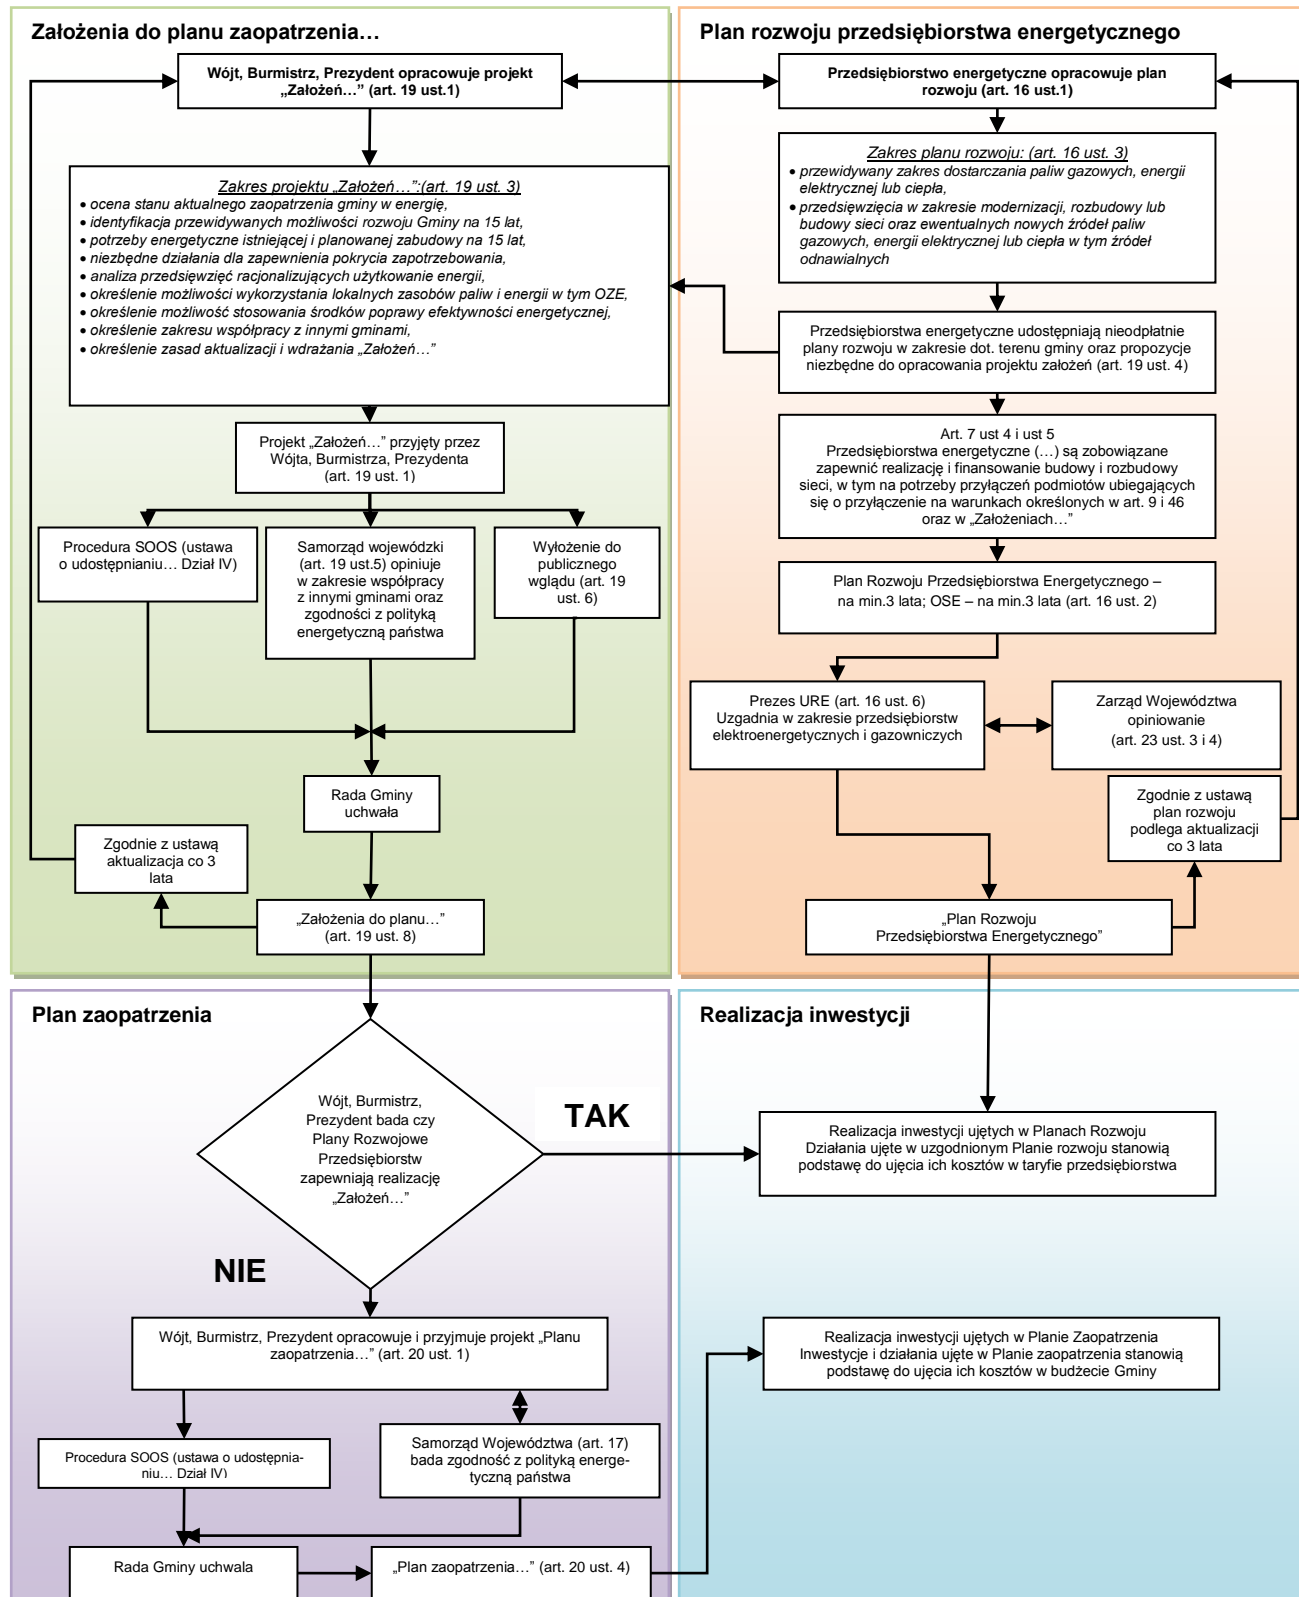 Założenia do planu zaopatrzenia…
Wójt, Burmistrz, Prezydent opracowuje projekt
„Założeń…” (art. 19 ust.1)
Zakres projektu „Założeń…”:(art. 19 ust. 3)
• ocena stanu aktualnego zaopatrzenia gminy w energię,
• identyfikacja przewidywanych możliwości rozwoju Gminy na 15 lat,
• potrzeby energetyczne istniejącej i planowanej zabudowy na 15 lat,
• niezbędne działania dla zapewnienia pokrycia zapotrzebowania,
• analiza przedsięwzięć racjonalizujących użytkowanie energii,
• określenie możliwości wykorzystania lokalnych zasobów paliw i energii w tym OZE,
• określenie możliwość stosowania środków poprawy efektywności energetycznej,
• określenie zakresu współpracy z innymi gminami,
• określenie zasad aktualizacji i wdrażania „Założeń…”
Projekt „Założeń…” przyjęty przez
Wójta, Burmistrza, Prezydenta
(art. 19 ust. 1)
Procedura SOOS (ustawa
o udostępnianiu… Dział IV)
Samorząd wojewódzki
(art. 19 ust.5) opiniuje
w zakresie współpracy
z innymi gminami oraz
zgodności z polityką
energetyczną państwa
Wyłożenie do
publicznego
wglądu (art. 19
ust. 6)
Rada Gminy
uchwała
Zgodnie z ustawą
aktualizacja co 3
lata
„Założenia do planu…”
(art. 19 ust. 8)
Plan rozwoju przedsiębiorstwa energetycznego
Przedsiębiorstwo energetyczne opracowuje plan
rozwoju (art. 16 ust.1)
Zakres planu rozwoju: (art. 16 ust. 3)
• przewidywany zakres dostarczania paliw gazowych, energii
elektrycznej lub ciepła,
• przedsięwzięcia w zakresie modernizacji, rozbudowy lub
budowy sieci oraz ewentualnych nowych źródeł paliw
gazowych, energii elektrycznej lub ciepła w tym źródeł
odnawialnych
Przedsiębiorstwa energetyczne udostępniają nieodpłatnie
plany rozwoju w zakresie dot. terenu gminy oraz propozycje
niezbędne do opracowania projektu założeń (art. 19 ust. 4)
Art. 7 ust 4 i ust 5
Przedsiębiorstwa energetyczne (…) są zobowiązane
zapewnić realizację i finansowanie budowy i rozbudowy
sieci, w tym na potrzeby przyłączeń podmiotów ubiegających
się o przyłączenie na warunkach określonych w art. 9 i 46
oraz w „Założeniach…”
Plan Rozwoju Przedsiębiorstwa Energetycznego –
na min.3 lata; OSE – na min.3 lata (art. 16 ust. 2)
Prezes URE (art. 16 ust. 6)
Uzgadnia w zakresie przedsiębiorstw
elektroenergetycznych i gazowniczych
Zarząd Województwa
opiniowanie
(art. 23 ust. 3 i 4)
Zgodnie z ustawą
plan rozwoju
podlega aktualizacji
co 3 lata
„Plan Rozwoju
Przedsiębiorstwa Energetycznego”
Plan zaopatrzenia
Wójt, Burmistrz,
Prezydent bada czy
Plany Rozwojowe
Przedsiębiorstw
zapewniają realizację
„Założeń…”
TAK
NIE
Wójt, Burmistrz, Prezydent opracowuje i przyjmuje projekt „Planu
zaopatrzenia…” (art. 20 ust. 1)
Procedura SOOS (ustawa o udostępnia-
niu… Dział IV)
Samorząd Województwa (art. 17)
bada zgodność z polityką energe-
tyczną państwa
Rada Gminy uchwala
„Plan zaopatrzenia…” (art. 20 ust. 4)
Realizacja inwestycji
Realizacja inwestycji ujętych w Planach Rozwoju
Działania ujęte w uzgodnionym Planie rozwoju stanowią
podstawę do ujęcia ich kosztów w taryfie przedsiębiorstwa
Realizacja inwestycji ujętych w Planie Zaopatrzenia
Inwestycje i działania ujęte w Planie zaopatrzenia stanowią
podstawę do ujęcia ich kosztów w budżecie Gminy